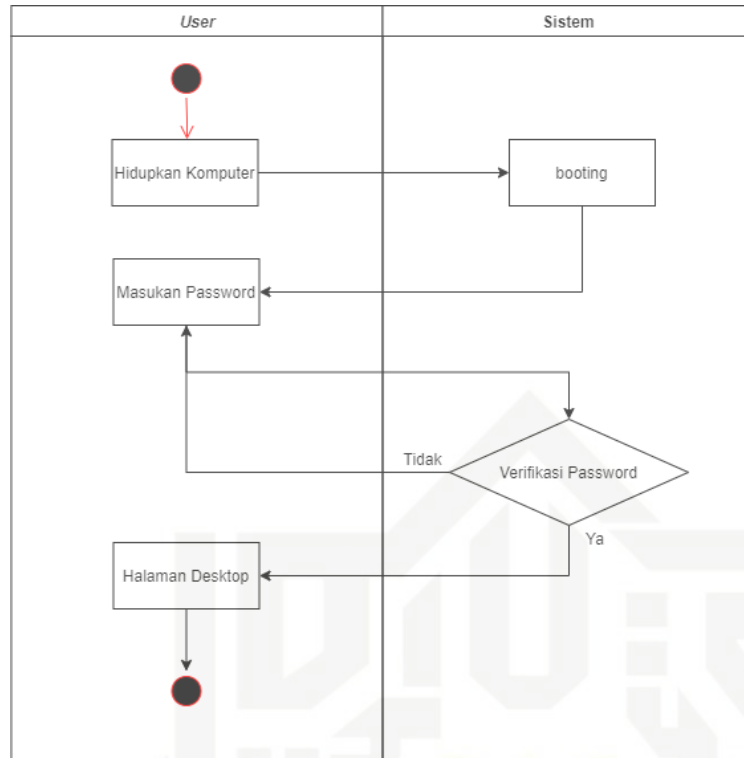 User
Sistem
Hidupkan Komputer
booting
Masukan Password
Tidak
Verifikasi Password
Ya
Halaman Desktop